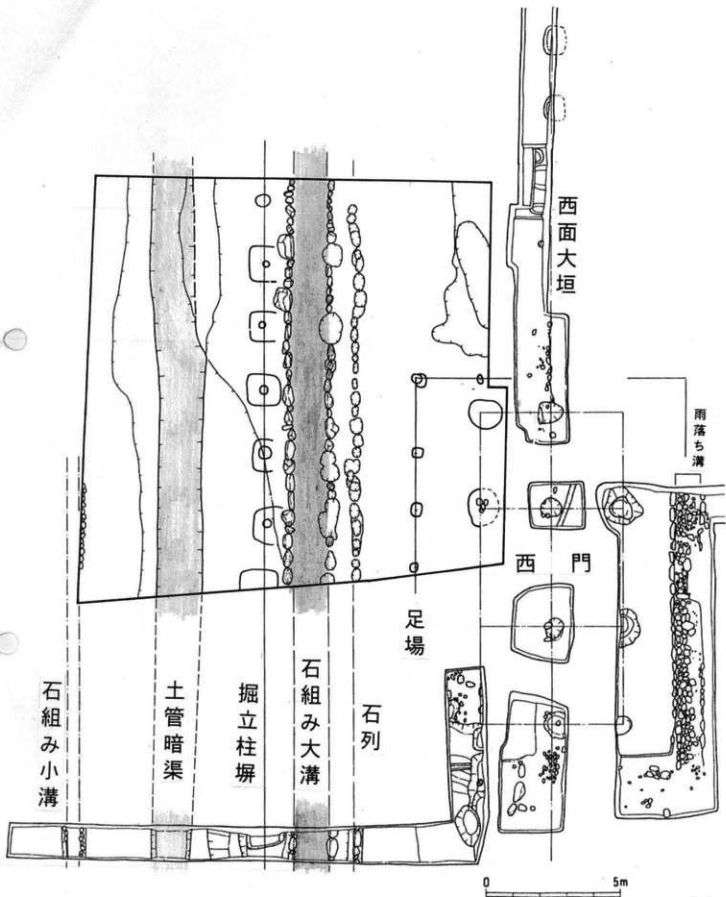 西面大垣
雨落ち溝
西門
足場
石組み小溝
土管暗渠
掘立柱塀
石組み大溝
石列
0 5m